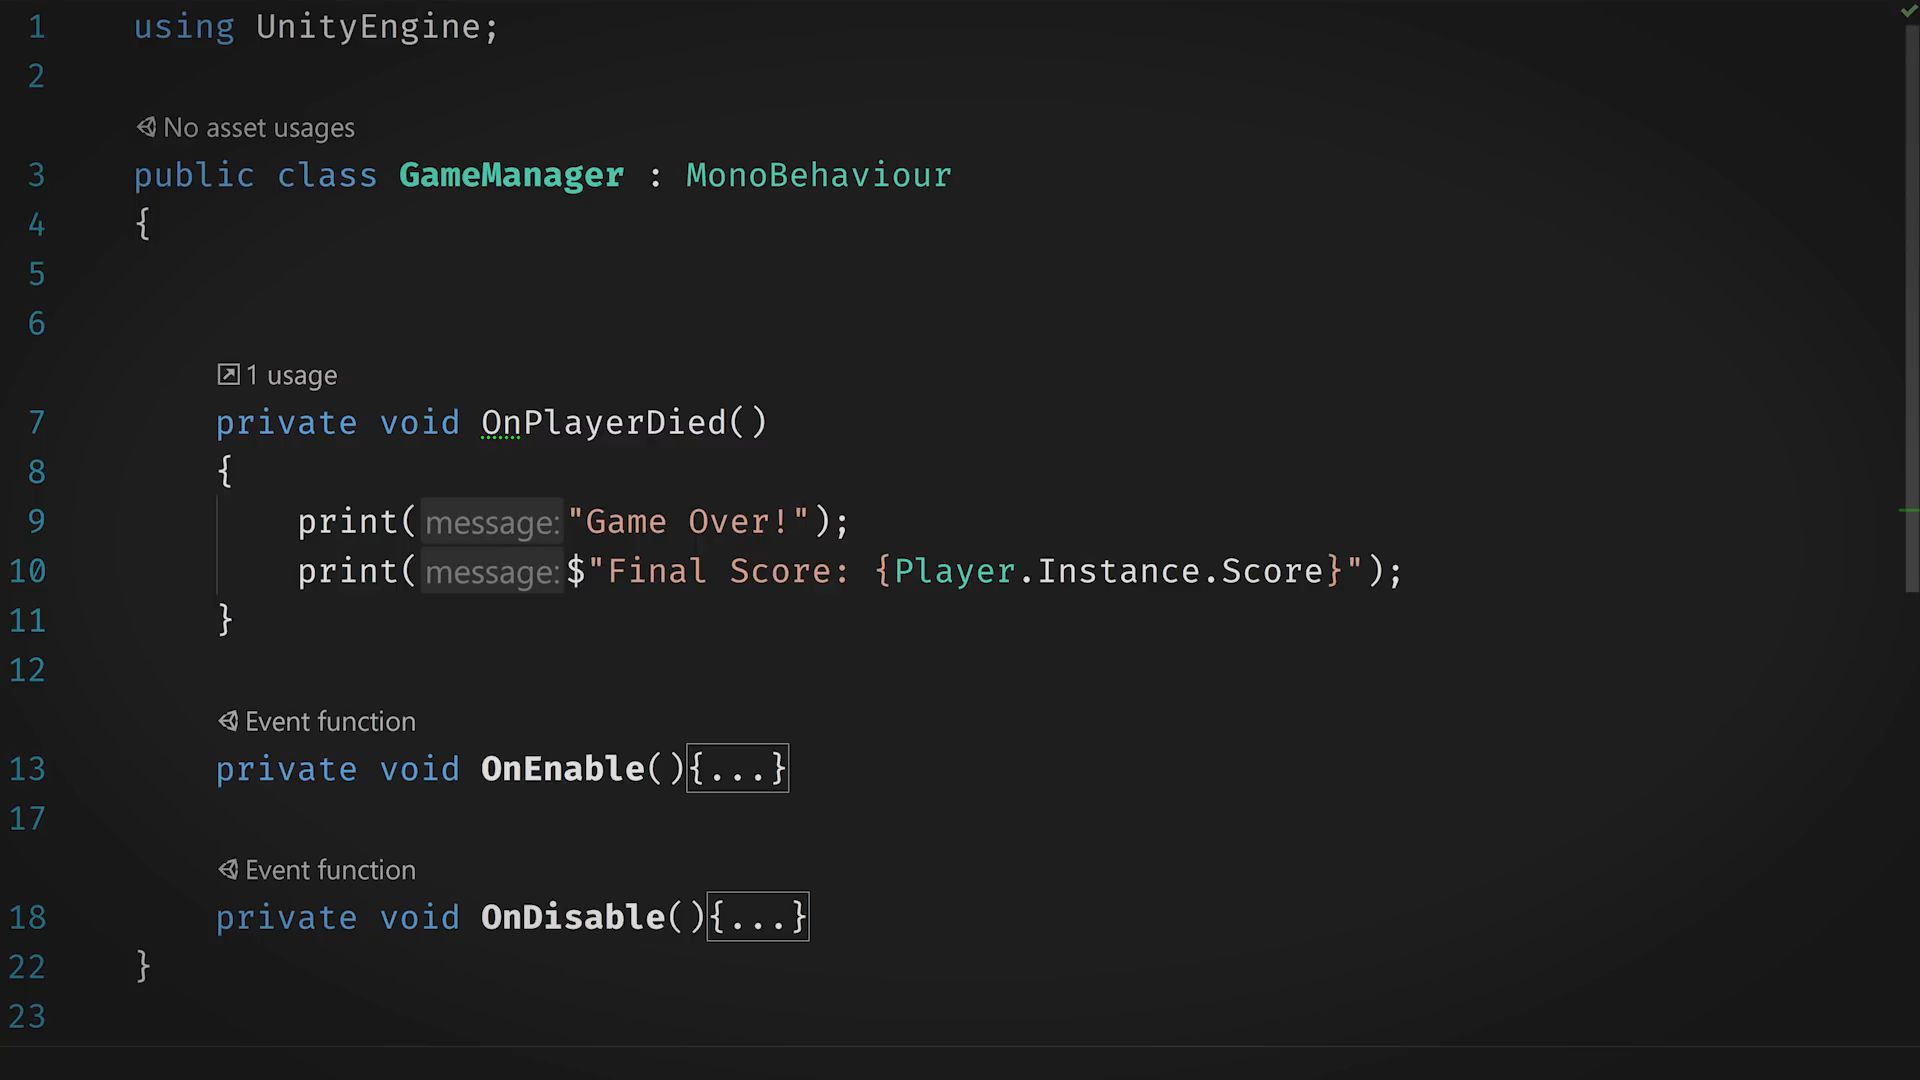 1 using UnityEngine;
2
No asset usages
3 public class GameManager : MonoBehaviour
4 {
5
6
1 usage
7 private void OnPlayerDied()
8 {
9 print(message:"Game Over!");
10 print(message:$"Final Score: {Player.Instance.Score}");
11 }
12
Event function
13 private void OnEnable(){...}
17
Event function
18 private void OnDisable(){...}
22 }
23